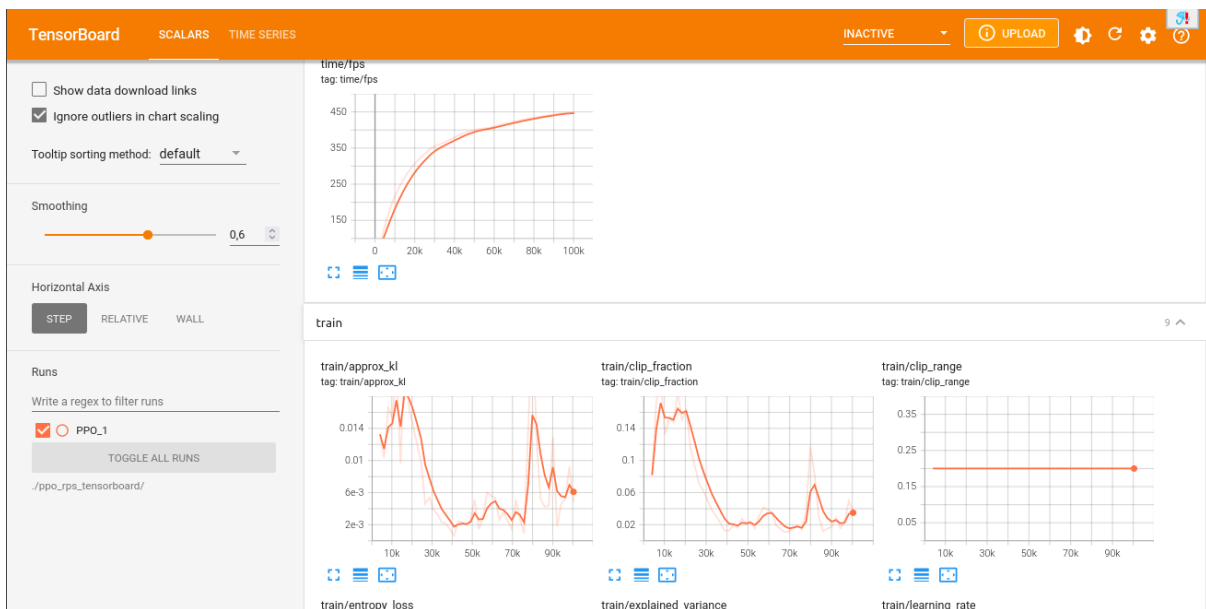 TensorBoard SCALARS TIME SERIES INACTIVE UPLOAD
Show data download links
Ignore outliers in chart scaling
Tooltip sorting method: default
Smoothing
0,6
Horizontal Axis
STEP RELATIVE WALL
Runs
Write a regex to filter runs
PPO_1
TOGGLE ALL RUNS
./ppo_rps_tensorboard/
time/fps
tag: time/fps
450
350
250
150
0 20k 40k 60k 80k 100k
train 9
train/approx_kl
tag: train/approx_kl
0.014
0.01
6e-3
2e-3
10k 30k 50k 70k 90k
train/clip_fraction
tag: train/clip_fraction
0.14
0.1
0.06
0.02
10k 30k 50k 70k 90k
train/clip_range
tag: train/clip_range
0.35
0.25
0.15
0.05
10k 30k 50k 70k 90k
train/entropy_loss train/explained_variance train/learning_rate